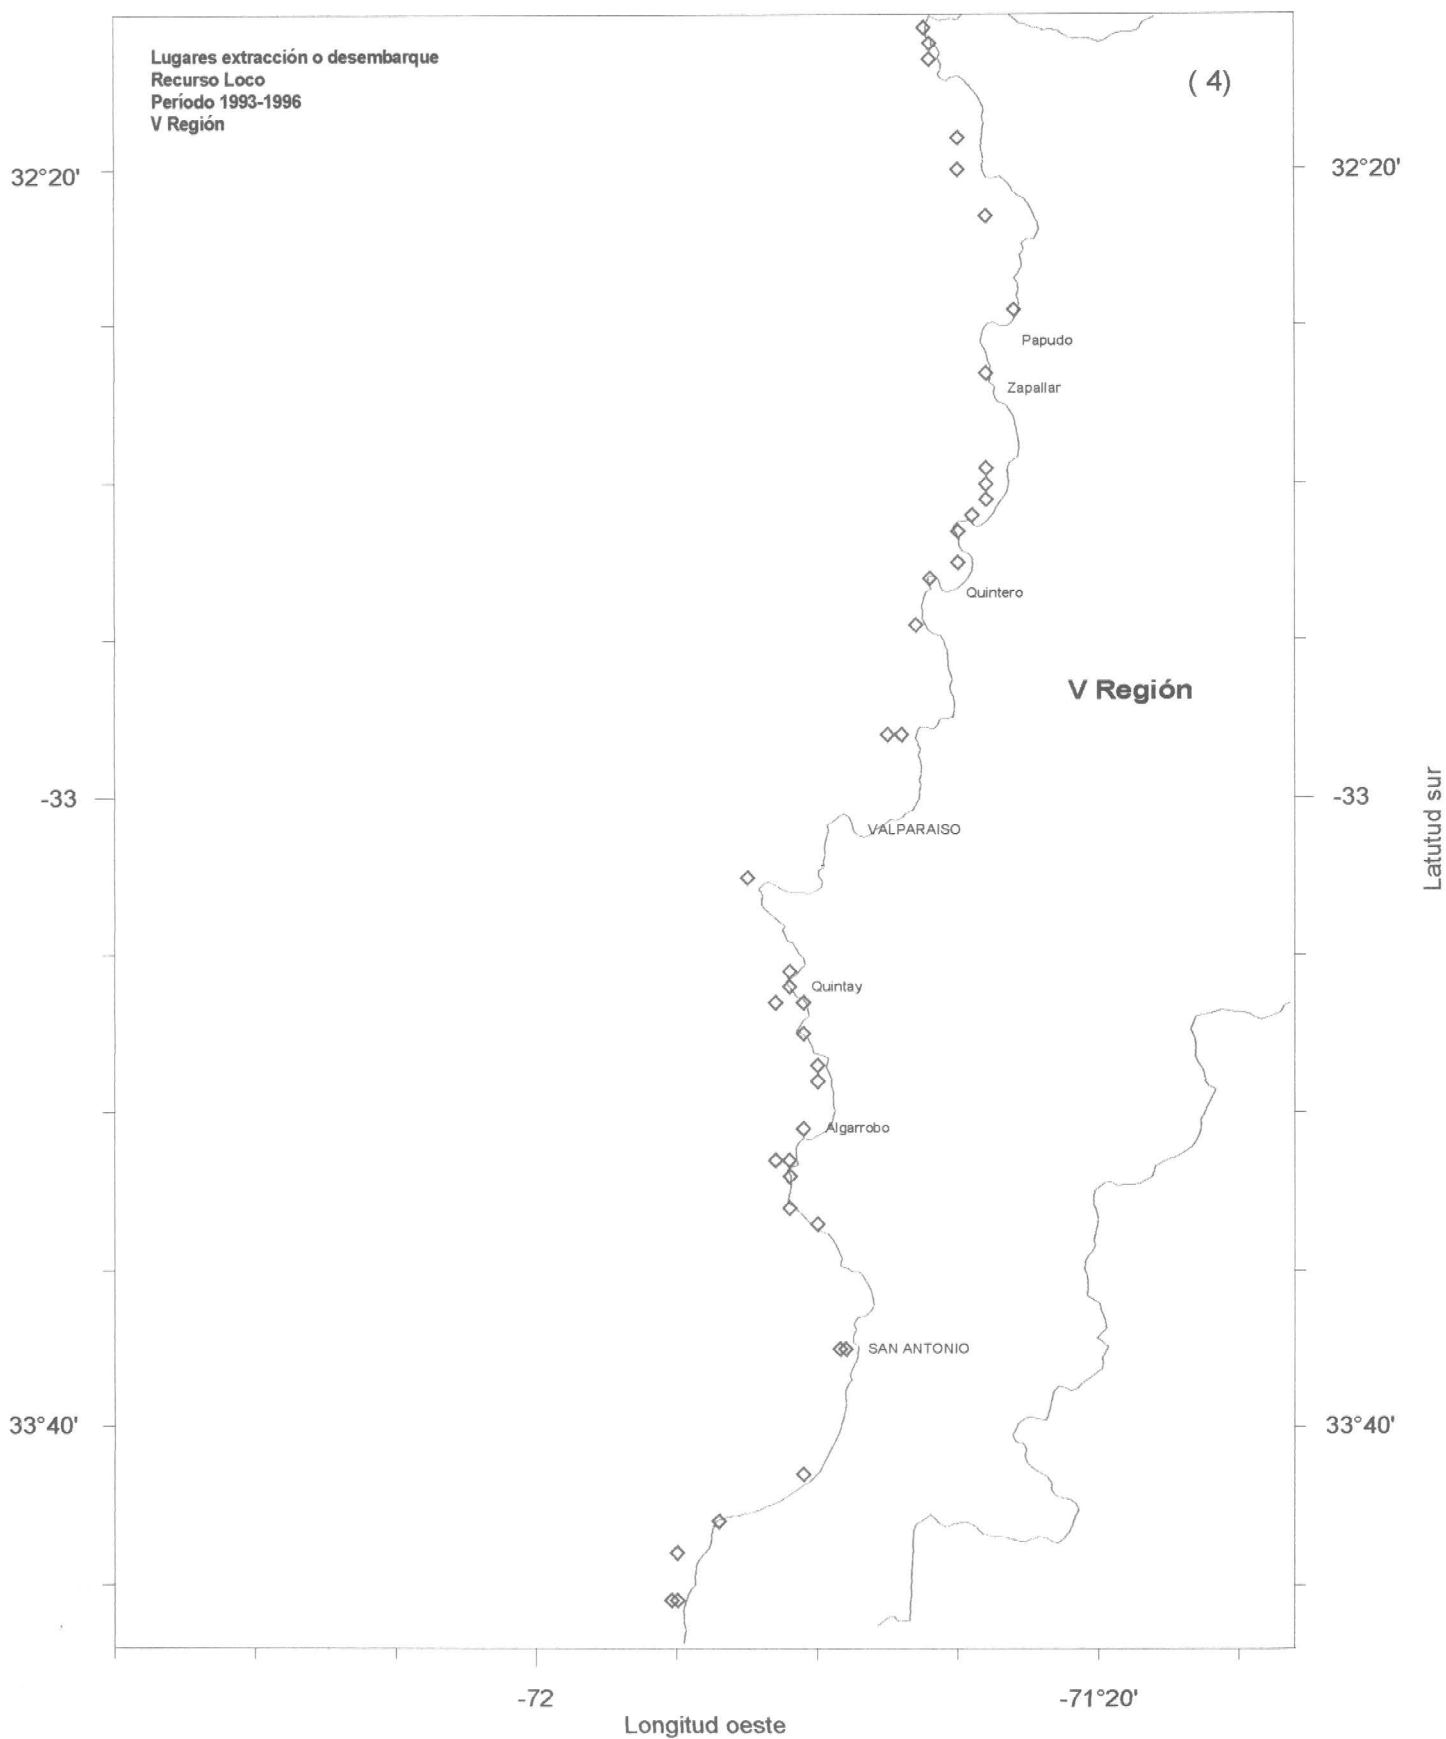 Lugares extracción o desembarque
Recurso Loco
Período 1993-1996
V Región
( 4)
32°20'
32°20'
Papudo
Zapallar
Quintero
V Región
-33
-33
Latutud sur
VALPARAISO
Quintay
Algarrobo
SAN ANTONIO
33°40'
33°40'
-72
-71°20'
Longitud oeste